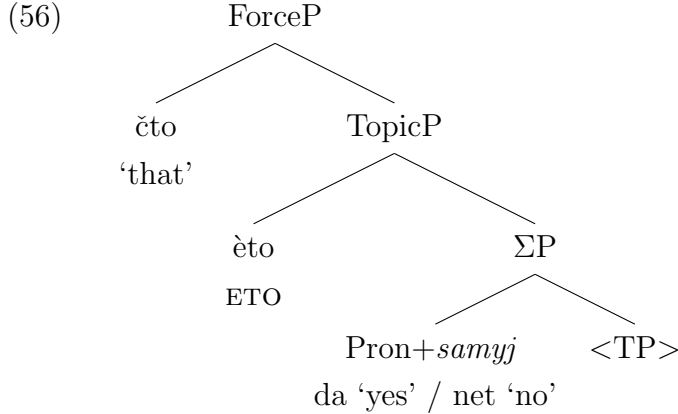 (56) ForceP
čto TopicP
‘that’
èto ΣP
ETO
Pron+samyj <TP>
da ‘yes’ / net ‘no’